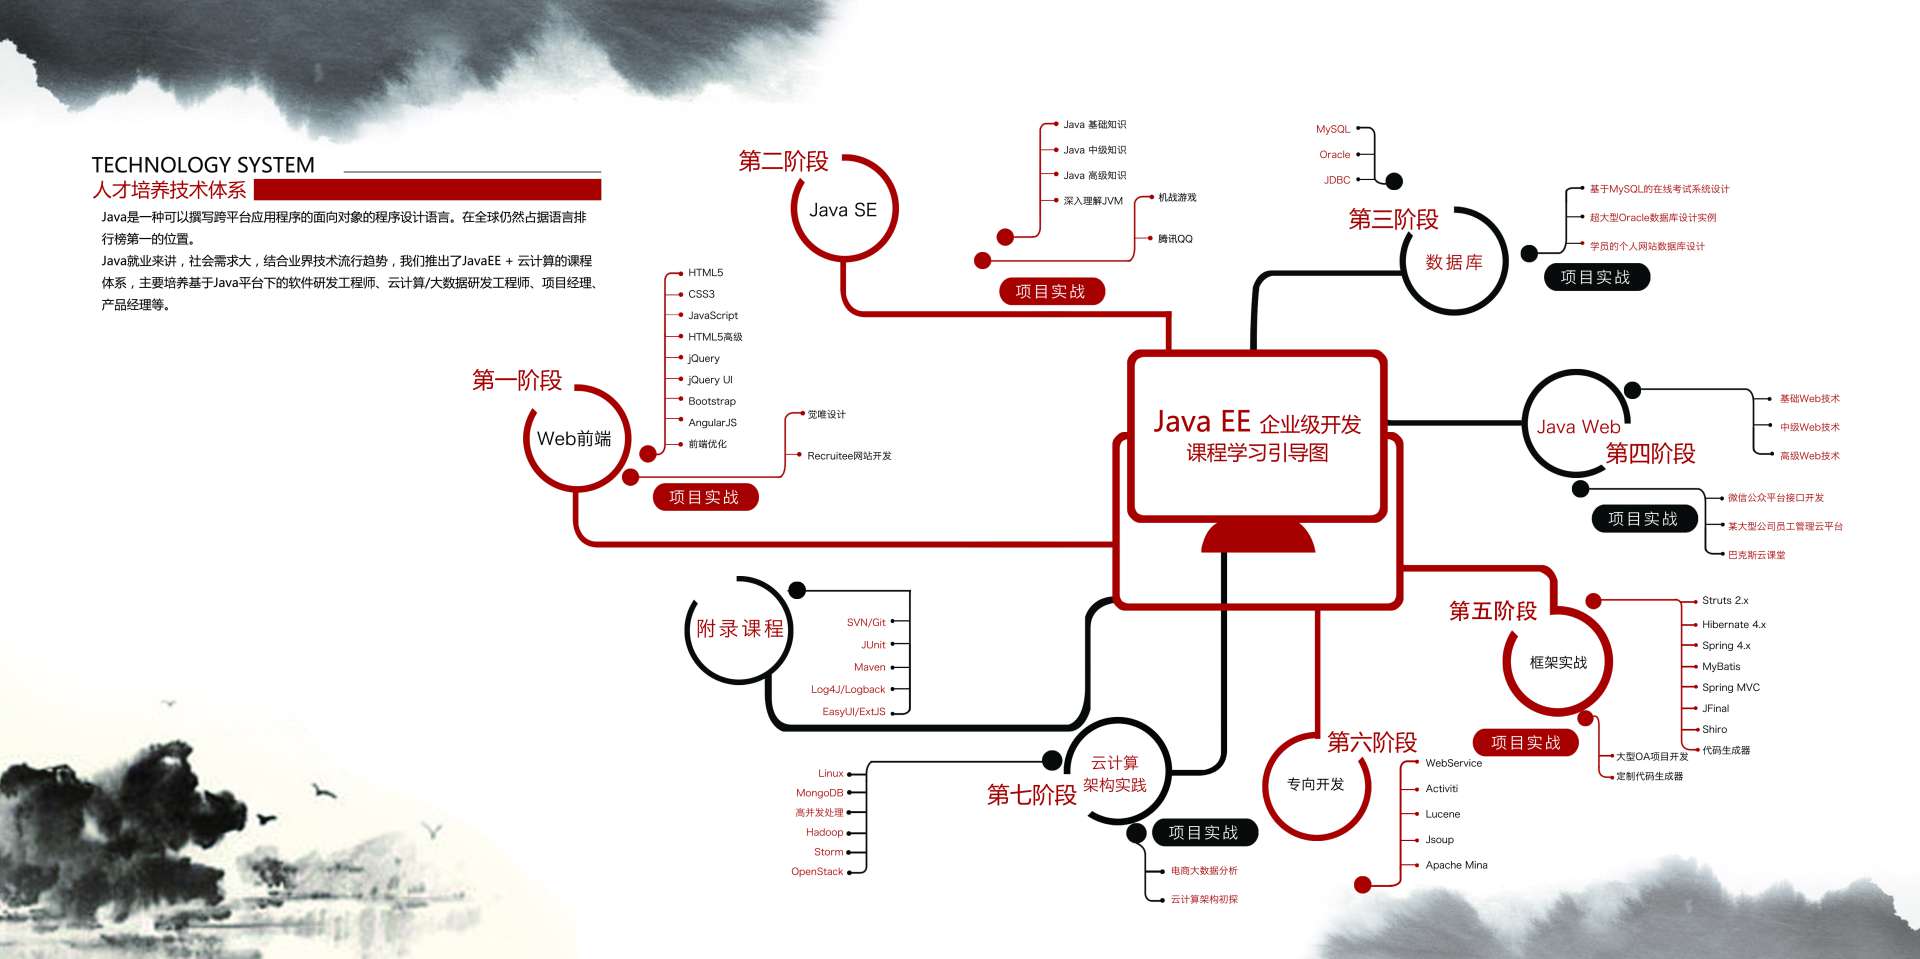 TECHNOLOGY SYSTEM
人才培养技术体系
Java是一种可以撰写跨平台应用程序的面向对象的程序设计语言。在全球仍然占据语言排
行榜第一的位置。
Java就业来讲，社会需求大，结合业界技术流行趋势，我们推出了JavaEE + 云计算的课程
体系，主要培养基于Java平台下的软件研发工程师、云计算/大数据研发工程师、项目经理、
产品经理等。
Java EE 企业级开发
课程学习引导图
第一阶段
Web前端
HTML5
CSS3
JavaScript
HTML5高级
jQuery
jQuery UI
Bootstrap
AngularJS
前端优化
项目实战
觉唯设计
Recruitee网站开发
第二阶段
Java SE
Java 基础知识
Java 中级知识
Java 高级知识
深入理解JVM
项目实战
机战游戏
腾讯QQ
第三阶段
数据库
MySQL
Oracle
JDBC
项目实战
基于MySQL的在线考试系统设计
超大型Oracle数据库设计实例
学员的个人网站数据库设计
第四阶段
Java Web
基础Web技术
中级Web技术
高级Web技术
项目实战
微信公众平台接口开发
某大型公司员工管理云平台
巴克斯云课堂
第五阶段
框架实战
Struts 2.x
Hibernate 4.x
Spring 4.x
MyBatis
Spring MVC
JFinal
Shiro
代码生成器
项目实战
大型OA项目开发
定制代码生成器
第六阶段
专向开发
WebService
Activiti
Lucene
Jsoup
Apache Mina
第七阶段
云计算
架构实践
Linux
MongoDB
高并发处理
Hadoop
Storm
OpenStack
项目实战
电商大数据分析
云计算架构初探
附录课程
SVN/Git
JUnit
Maven
Log4J/Logback
EasyUI/ExtJS